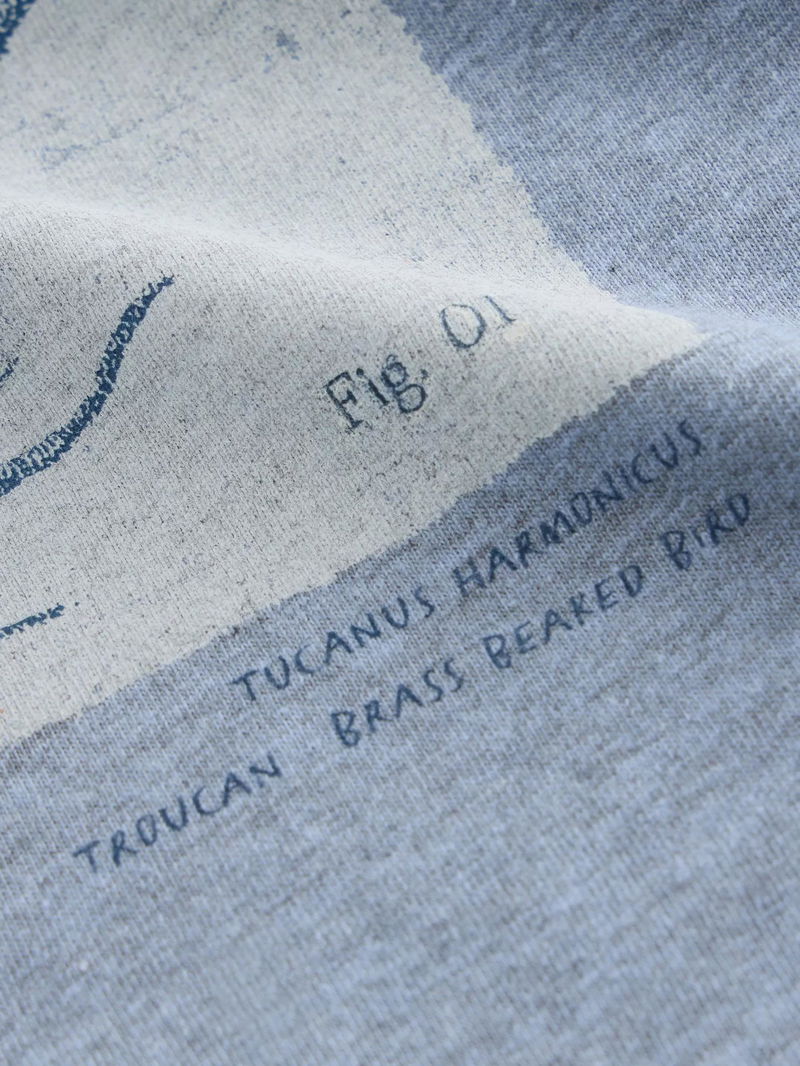 Fig. 01
TUCANUS HARMONICUS
TROUCAN BRASS BEAKED BIRD